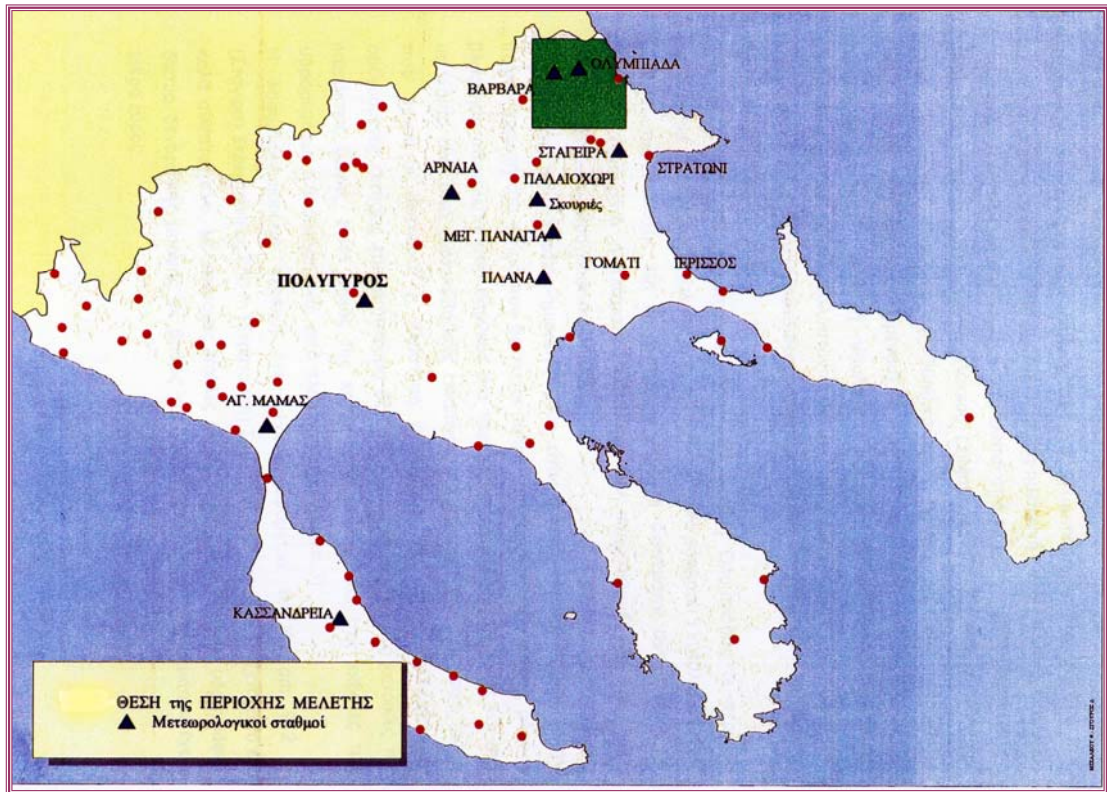 ΟΛΥΜΠΙΑΔΑ
ΒΑΡΒΑΡΑ
ΣΤΑΓΕΙΡΑ
ΣΤΡΑΤΩΝΙ
ΑΡΝΑΙΑ
ΠΑΛΑΙΟΧΩΡΙ
Σκουριές
ΜΕΓ. ΠΑΝΑΓΙΑ
ΠΟΛΥΓΥΡΟΣ
ΠΛΑΝΑ
ΓΟΜΑΤΙ
ΙΕΡΙΣΣΟΣ
ΑΓ. ΜΑΜΑΣ
ΚΑΣΣΑΝΔΡΕΙΑ
ΘΕΣΗ της ΠΕΡΙΟΧΗΣ ΜΕΛΕΤΗΣ
Μετεωρολογικοί σταθμοί